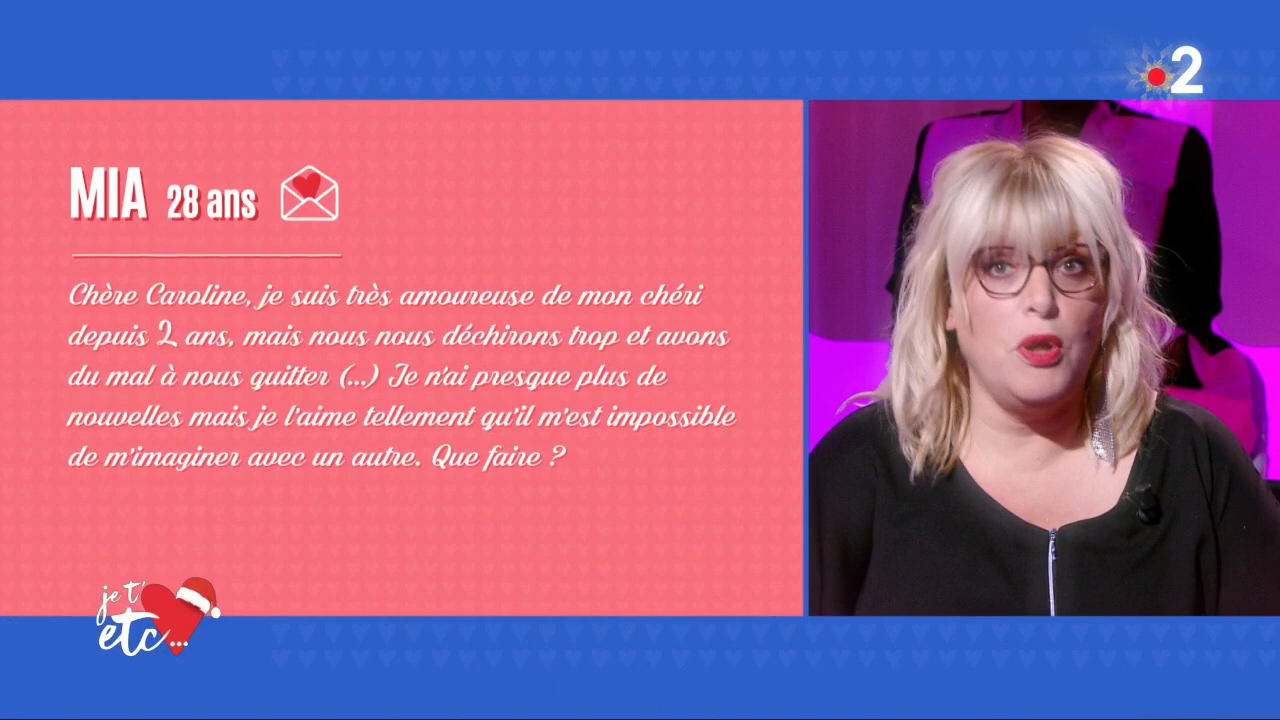 2
MIA 28 ans
Chère Caroline, je suis très amoureuse de mon chéri
depuis 2 ans, mais nous nous déchirons trop et avons
du mal à nous quitter (...) Je n'ai presque plus de
nouvelles mais je l'aime tellement qu'il m'est impossible
de m'imaginer avec un autre. Que faire ?
je t'
etc...